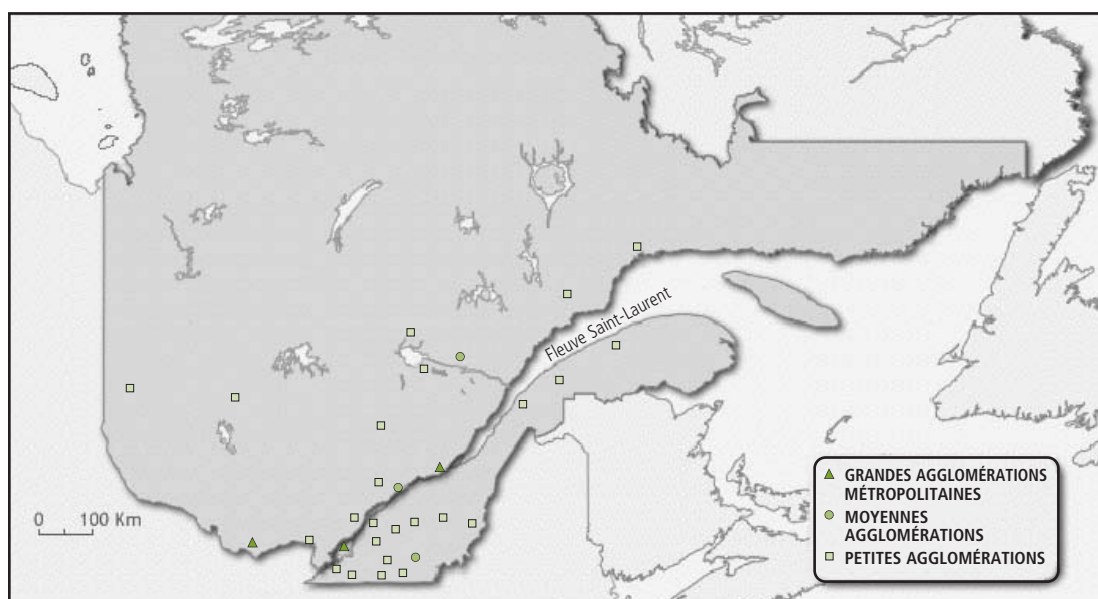 Fleuve Saint-Laurent
0 100 Km
GRANDES AGGLOMÉRATIONS
MÉTROPOLITAINES
MOYENNES
AGGLOMÉRATIONS
PETITES AGGLOMÉRATIONS